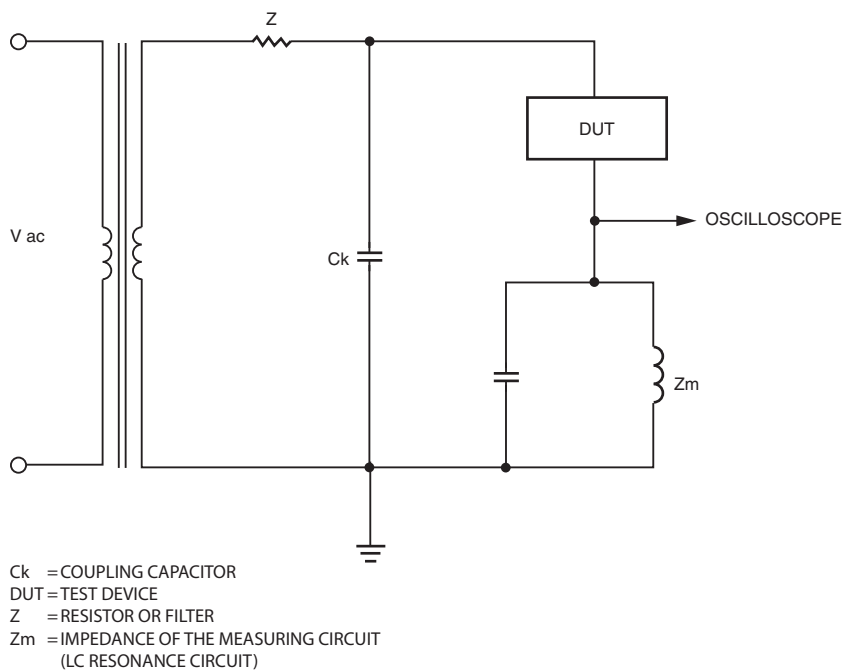 Z
DUT
OSCILLOSCOPE
V ac
Ck
Zm
Ck = COUPLING CAPACITOR
DUT = TEST DEVICE
Z = RESISTOR OR FILTER
Zm = IMPEDANCE OF THE MEASURING CIRCUIT
(LC RESONANCE CIRCUIT)